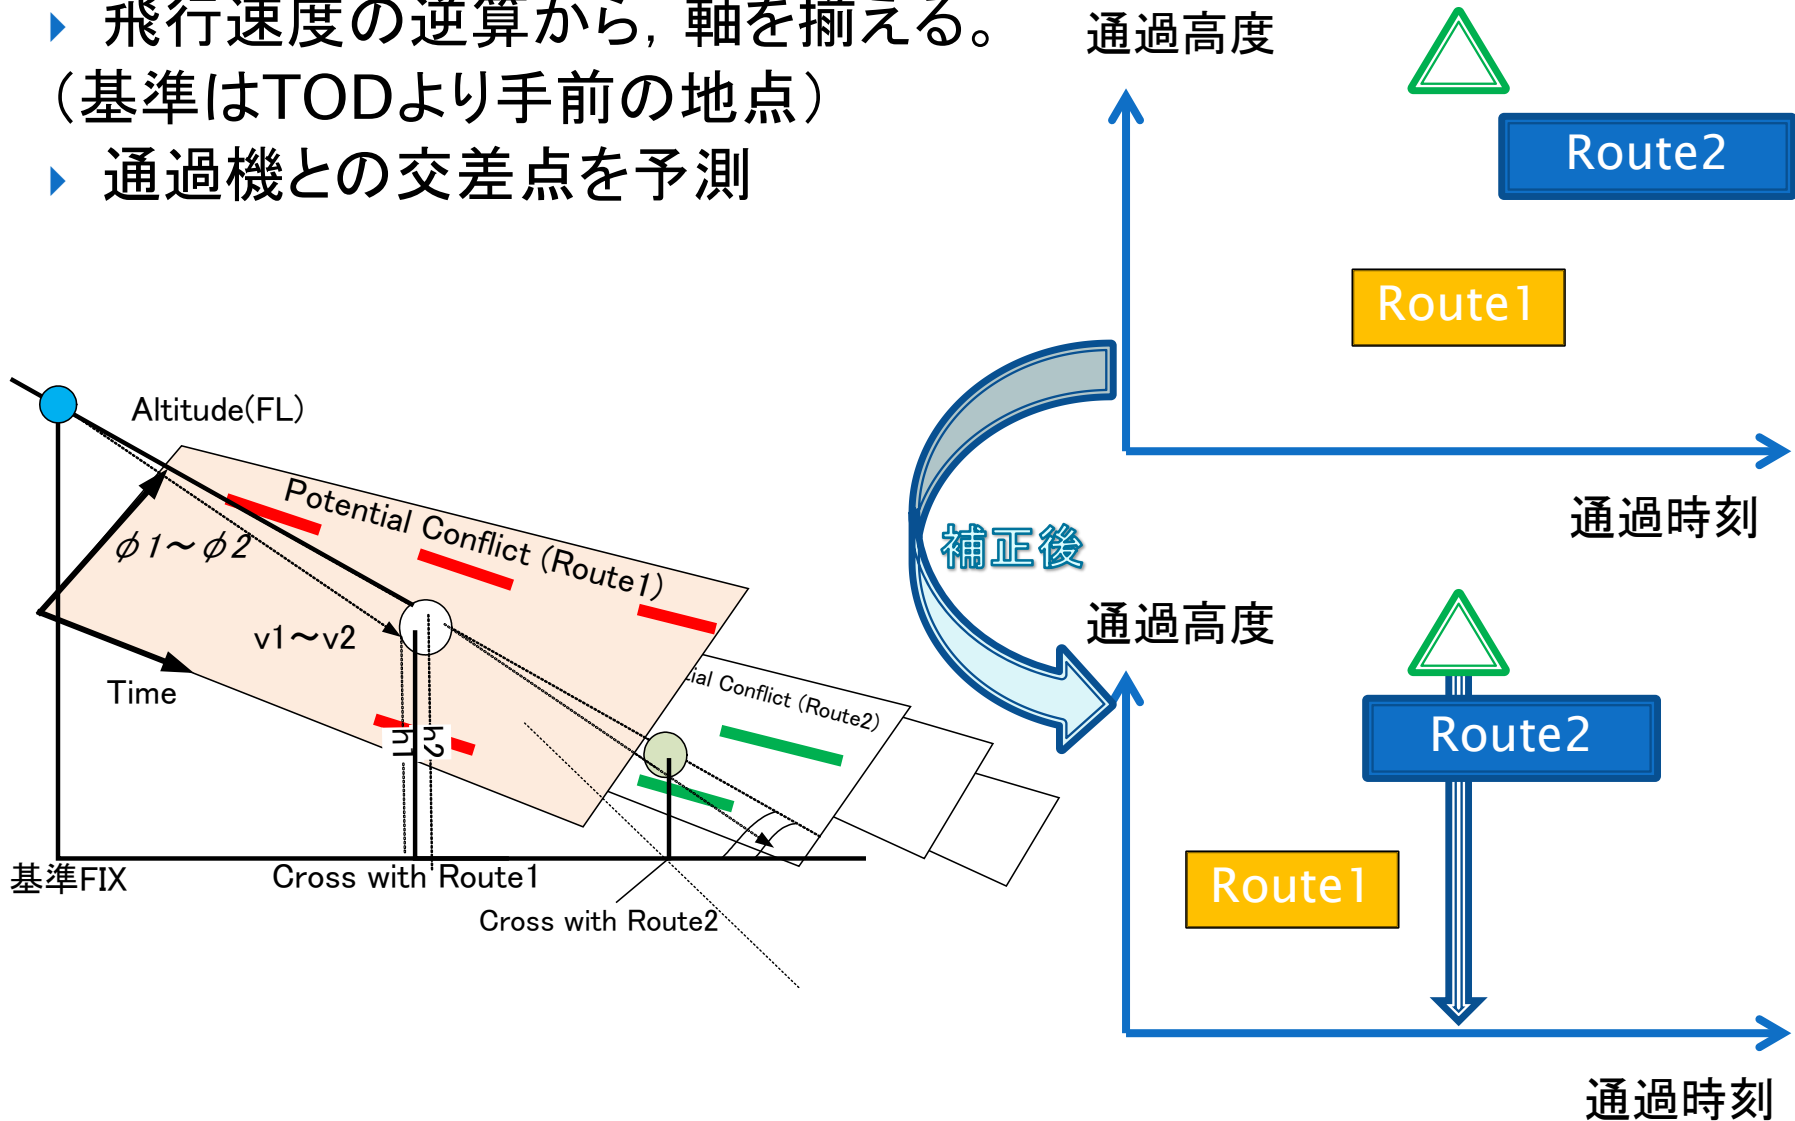 飛行速度の逆算から, 軸を揃える。
（基準はTODより手前の地点）
通過機との交差点を予測
通過高度
Route2
Route1
通過時刻
補正後
通過高度
Route2
Route1
通過時刻
Altitude(FL)
Potential Conflict (Route1)
φ1～φ2
v1～v2
Time
ial Conflict (Route2)
h1
h2
基準FIX
Cross with Route1
Cross with Route2